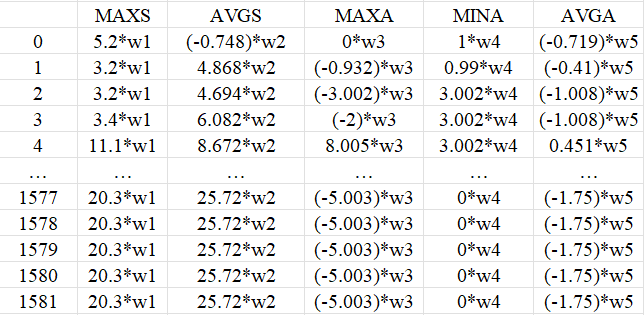 MAXS AVGS MAXA MINA AVGA
0 5.2*w1 (-0.748)*w2 0*w3 1*w4 (-0.719)*w5
1 3.2*w1 4.868*w2 (-0.932)*w3 0.99*w4 (-0.41)*w5
2 3.2*w1 4.694*w2 (-3.002)*w3 3.002*w4 (-1.008)*w5
3 3.4*w1 6.082*w2 (-2)*w3 3.002*w4 (-1.008)*w5
4 11.1*w1 8.672*w2 8.005*w3 3.002*w4 0.451*w5
… … … … … …
1577 20.3*w1 25.72*w2 (-5.003)*w3 0*w4 (-1.75)*w5
1578 20.3*w1 25.72*w2 (-5.003)*w3 0*w4 (-1.75)*w5
1579 20.3*w1 25.72*w2 (-5.003)*w3 0*w4 (-1.75)*w5
1580 20.3*w1 25.72*w2 (-5.003)*w3 0*w4 (-1.75)*w5
1581 20.3*w1 25.72*w2 (-5.003)*w3 0*w4 (-1.75)*w5